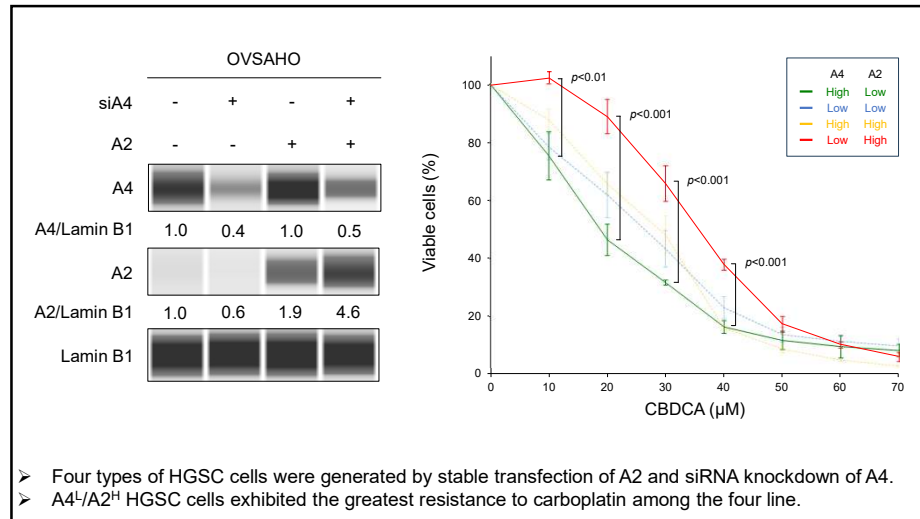 OVSAHO
siA4 - + - +
A2 - - + +
A4
A4/Lamin B1 1.0 0.4 1.0 0.5
A2
A2/Lamin B1 1.0 0.6 1.9 4.6
Lamin B1
Viable cells (%)
100
80
60
40
20
0
0 10 20 30 40 50 60 70
CBDCA (µM)
p<0.01
p<0.001
p<0.001
p<0.001
A4 A2
High Low
Low Low
High High
Low High
➢ Four types of HGSC cells were generated by stable transfection of A2 and siRNA knockdown of A4.
➢ A4ᴸ/A2ᴴ HGSC cells exhibited the greatest resistance to carboplatin among the four line.